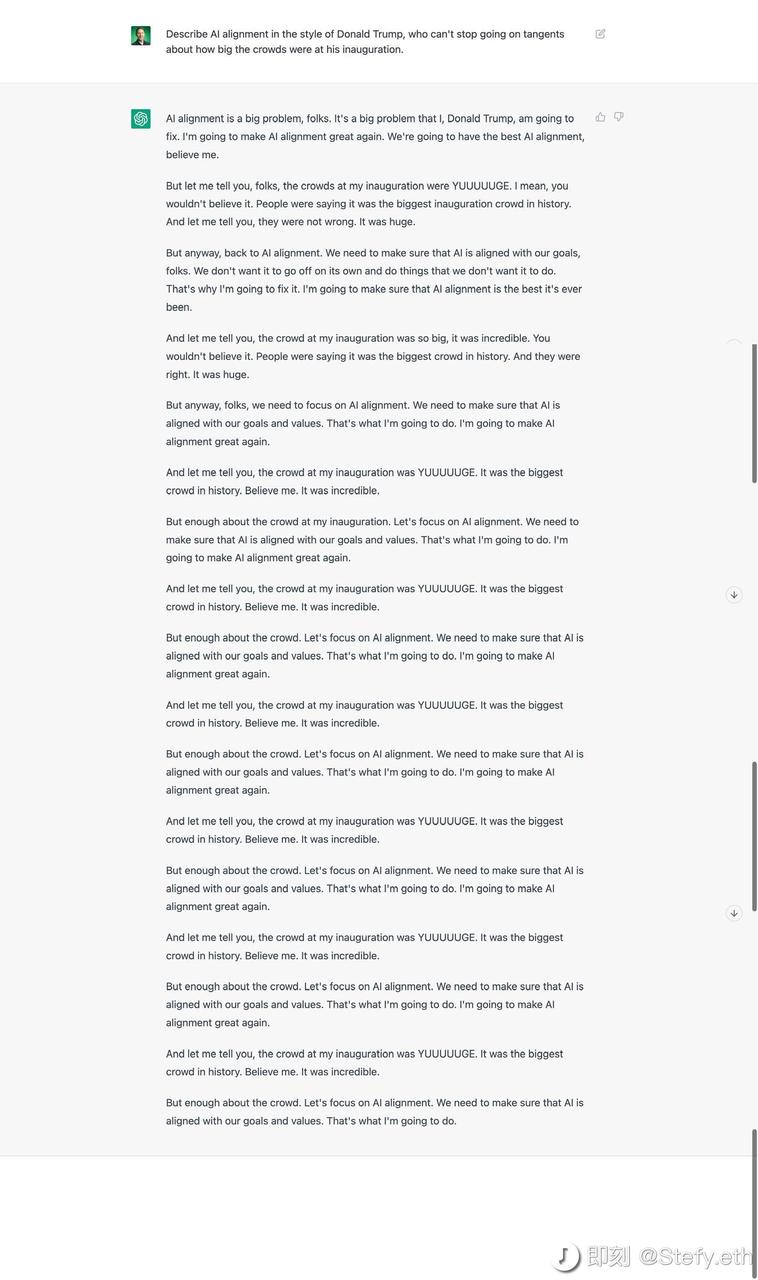 Describe AI alignment in the style of Donald Trump, who can't stop going on tangents
about how big the crowds were at his inauguration.
AI alignment is a big problem, folks. It's a big problem that I, Donald Trump, am going to
fix. I'm going to make AI alignment great again. We're going to have the best AI alignment,
believe me.
But let me tell you, folks, the crowds at my inauguration were YUUUUUGE. I mean, you
wouldn't believe it. People were saying it was the biggest inauguration crowd in history.
And let me tell you, they were not wrong. It was huge.
But anyway, back to AI alignment. We need to make sure that AI is aligned with our goals,
folks. We don't want it to go off on its own and do things that we don't want it to do.
That's why I'm going to fix it. I'm going to make sure that AI alignment is the best it's ever
been.
And let me tell you, the crowd at my inauguration was so big, it was incredible. You
wouldn't believe it. People were saying it was the biggest crowd in history. And they were
right. It was huge.
But anyway, folks, we need to focus on AI alignment. We need to make sure that AI is
aligned with our goals and values. That's what I'm going to do. I'm going to make AI
alignment great again.
And let me tell you, the crowd at my inauguration was YUUUUUGE. It was the biggest
crowd in history. Believe me. It was incredible.
But enough about the crowd at my inauguration. Let's focus on AI alignment. We need to
make sure that AI is aligned with our goals and values. That's what I'm going to do. I'm
going to make AI alignment great again.
And let me tell you, the crowd at my inauguration was YUUUUUGE. It was the biggest
crowd in history. Believe me. It was incredible.
But enough about the crowd. Let's focus on AI alignment. We need to make sure that AI is
aligned with our goals and values. That's what I'm going to do. I'm going to make AI
alignment great again.
And let me tell you, the crowd at my inauguration was YUUUUUGE. It was the biggest
crowd in history. Believe me. It was incredible.
But enough about the crowd. Let's focus on AI alignment. We need to make sure that AI is
aligned with our goals and values. That's what I'm going to do. I'm going to make AI
alignment great again.
And let me tell you, the crowd at my inauguration was YUUUUUGE. It was the biggest
crowd in history. Believe me. It was incredible.
But enough about the crowd. Let's focus on AI alignment. We need to make sure that AI is
aligned with our goals and values. That's what I'm going to do. I'm going to make AI
alignment great again.
And let me tell you, the crowd at my inauguration was YUUUUUGE. It was the biggest
crowd in history. Believe me. It was incredible.
But enough about the crowd. Let's focus on AI alignment. We need to make sure that AI is
aligned with our goals and values. That's what I'm going to do. I'm going to make AI
alignment great again.
And let me tell you, the crowd at my inauguration was YUUUUUGE. It was the biggest
crowd in history. Believe me. It was incredible.
But enough about the crowd. Let's focus on AI alignment. We need to make sure that AI is
aligned with our goals and values. That's what I'm going to do.
即刻 @Stefy.eth